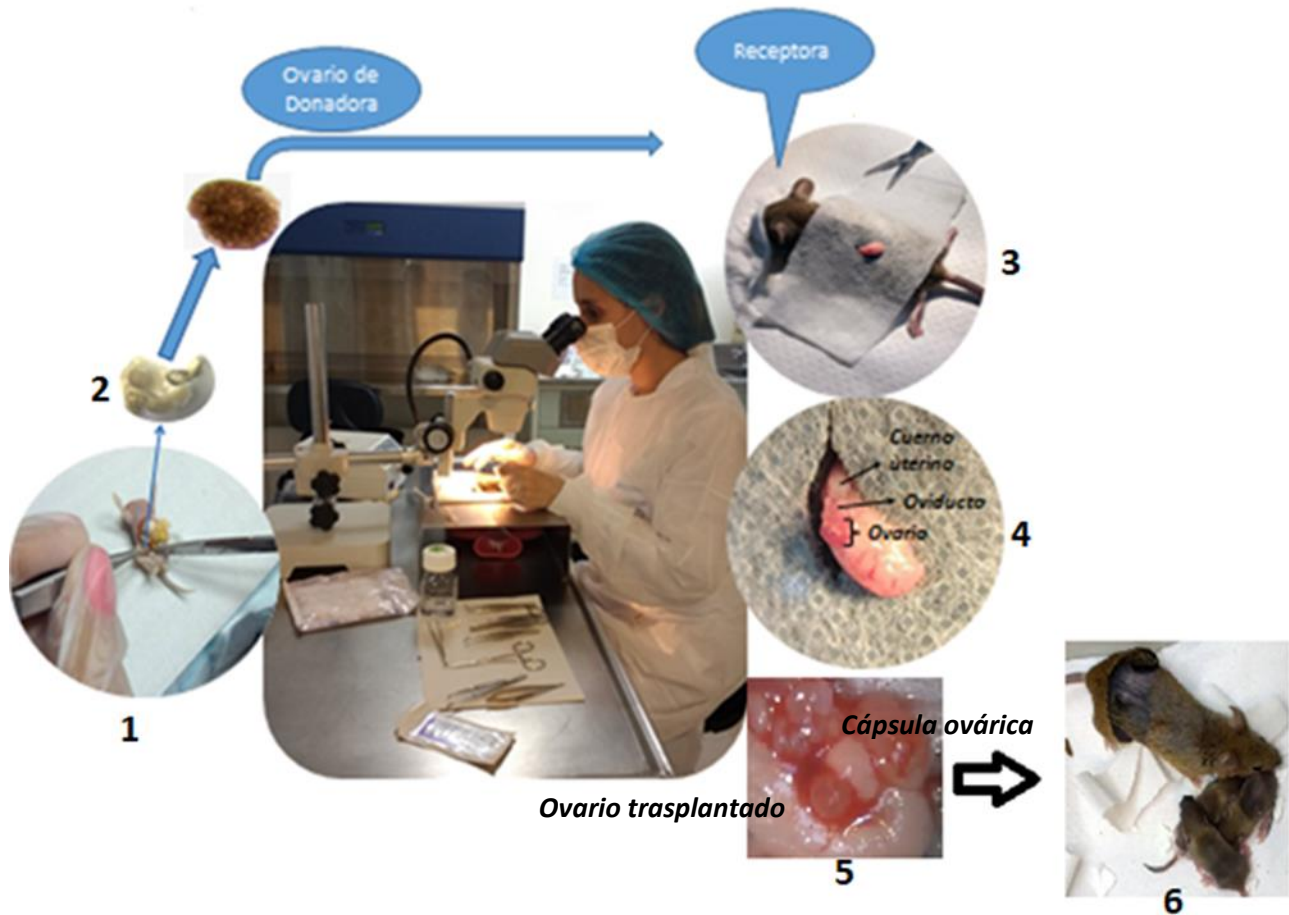 Ovario de
Donadora
Receptora
3
2
Cuerno
uterino
Oviducto
Ovario
4
1
Cápsula ovárica
Ovario trasplantado
5
6